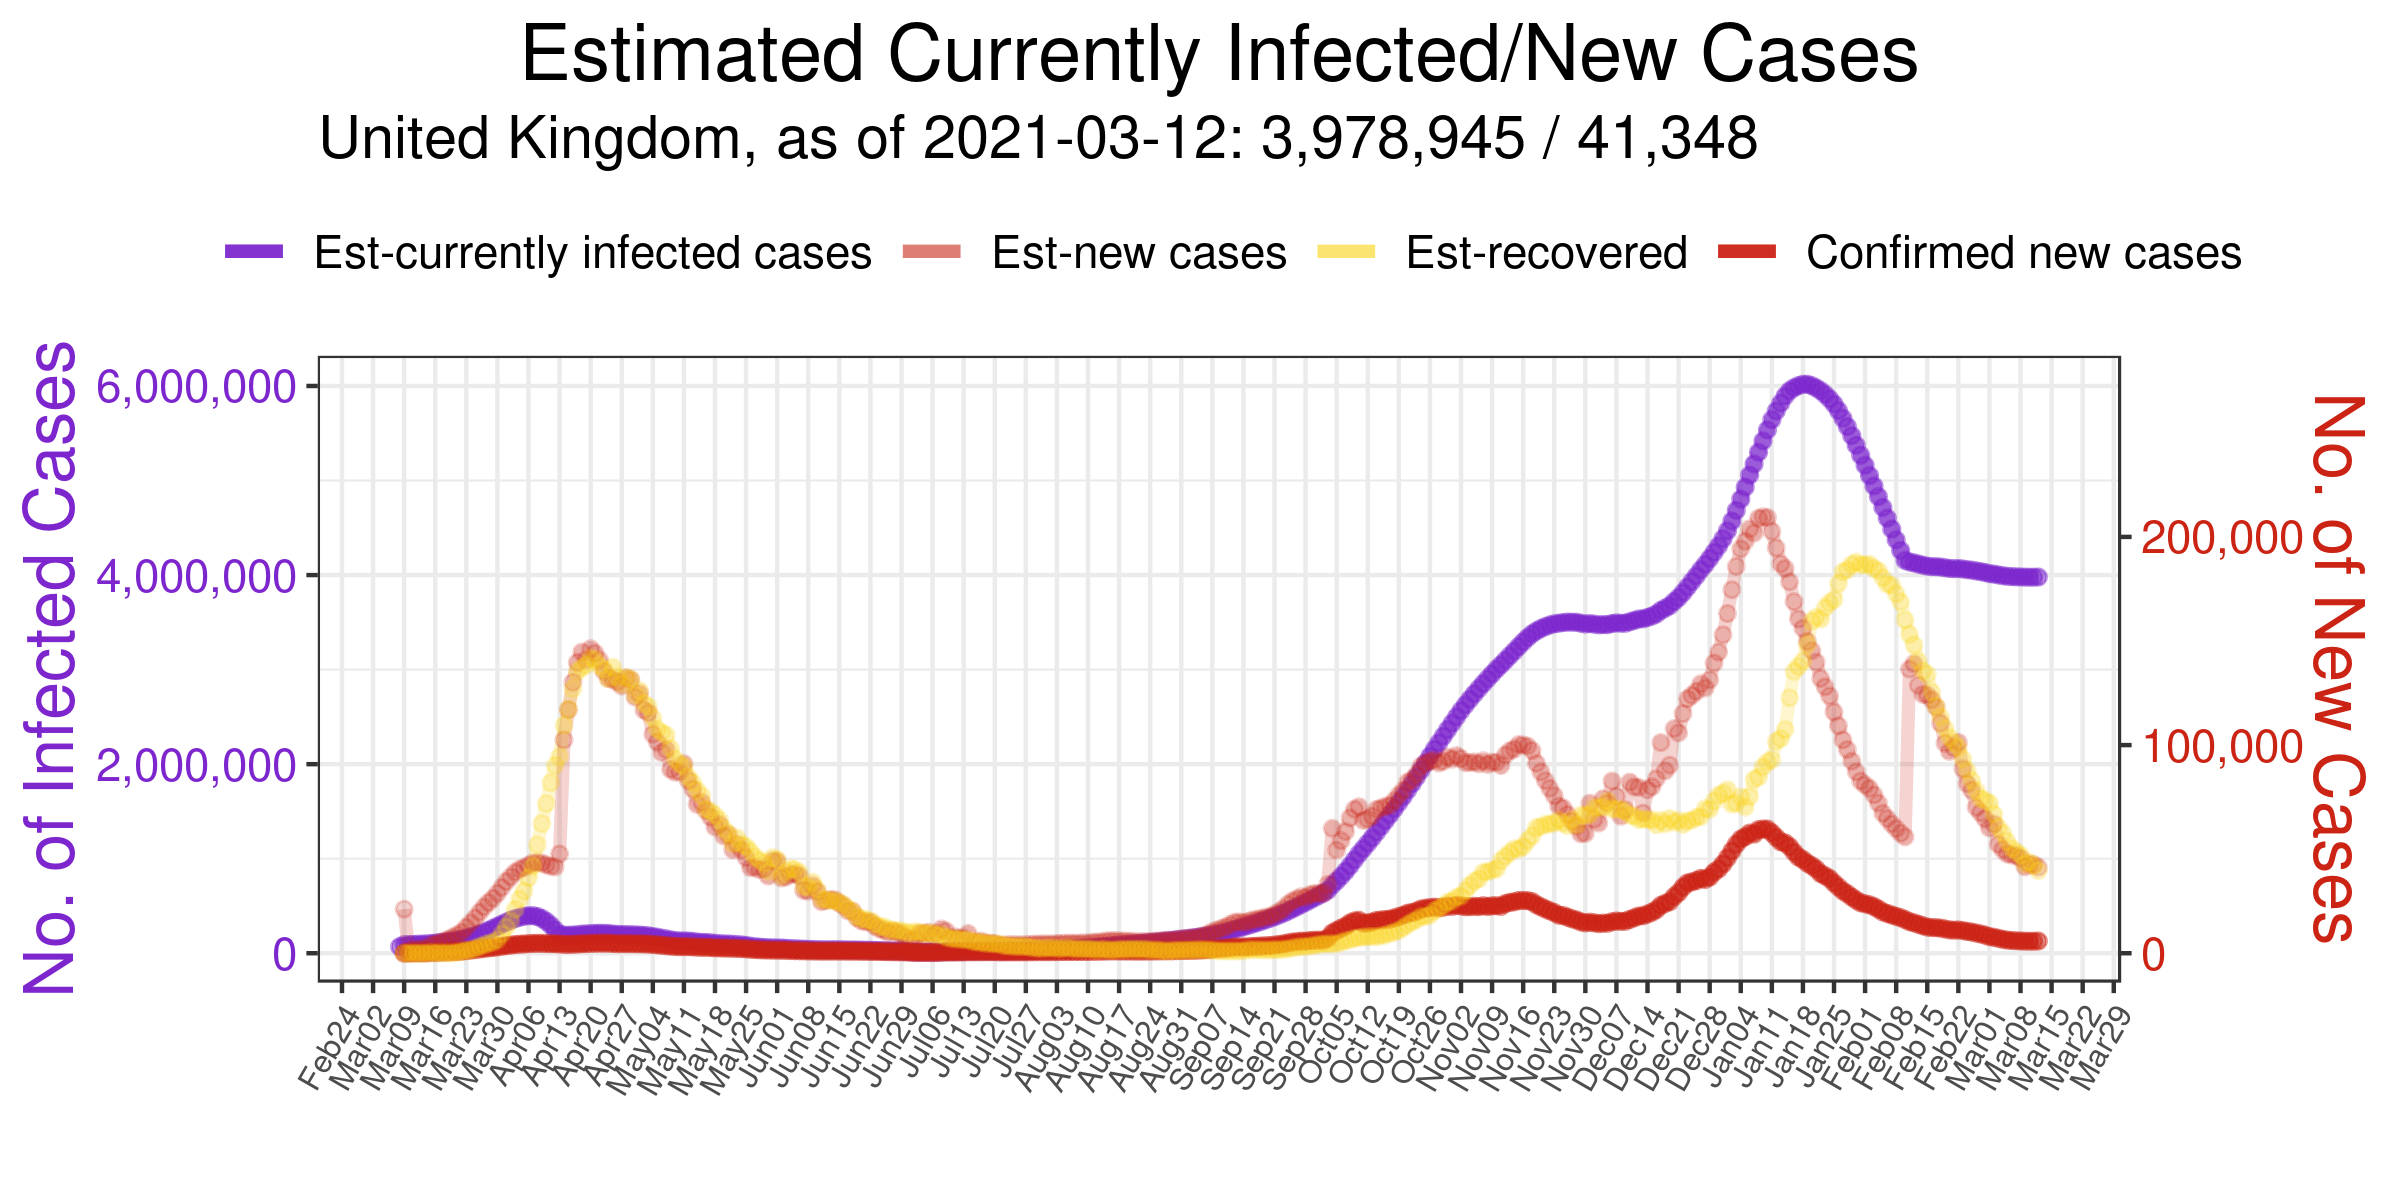 Estimated Currently Infected/New Cases
United Kingdom, as of 2021-03-12: 3,978,945 / 41,348
Est-currently infected cases Est-new cases Est-recovered Confirmed new cases
No. of Infected Cases
6,000,000
4,000,000
2,000,000
0
200,000
100,000
0
No. of New Cases
Feb24 Mar02 Mar09 Mar16 Mar23 Mar30 Apr06 Apr13 Apr20 Apr27 May04 May11 May18 May25 Jun01 Jun08 Jun15 Jun22 Jun29 Jul06 Jul13 Jul20 Jul27 Aug03 Aug10 Aug17 Aug24 Aug31 Sep07 Sep14 Sep21 Sep28 Oct05 Oct12 Oct19 Oct26 Nov02 Nov09 Nov16 Nov23 Nov30 Dec07 Dec14 Dec21 Dec28 Jan04 Jan11 Jan18 Jan25 Feb01 Feb08 Feb15 Feb22 Mar01 Mar08 Mar15 Mar22 Mar29